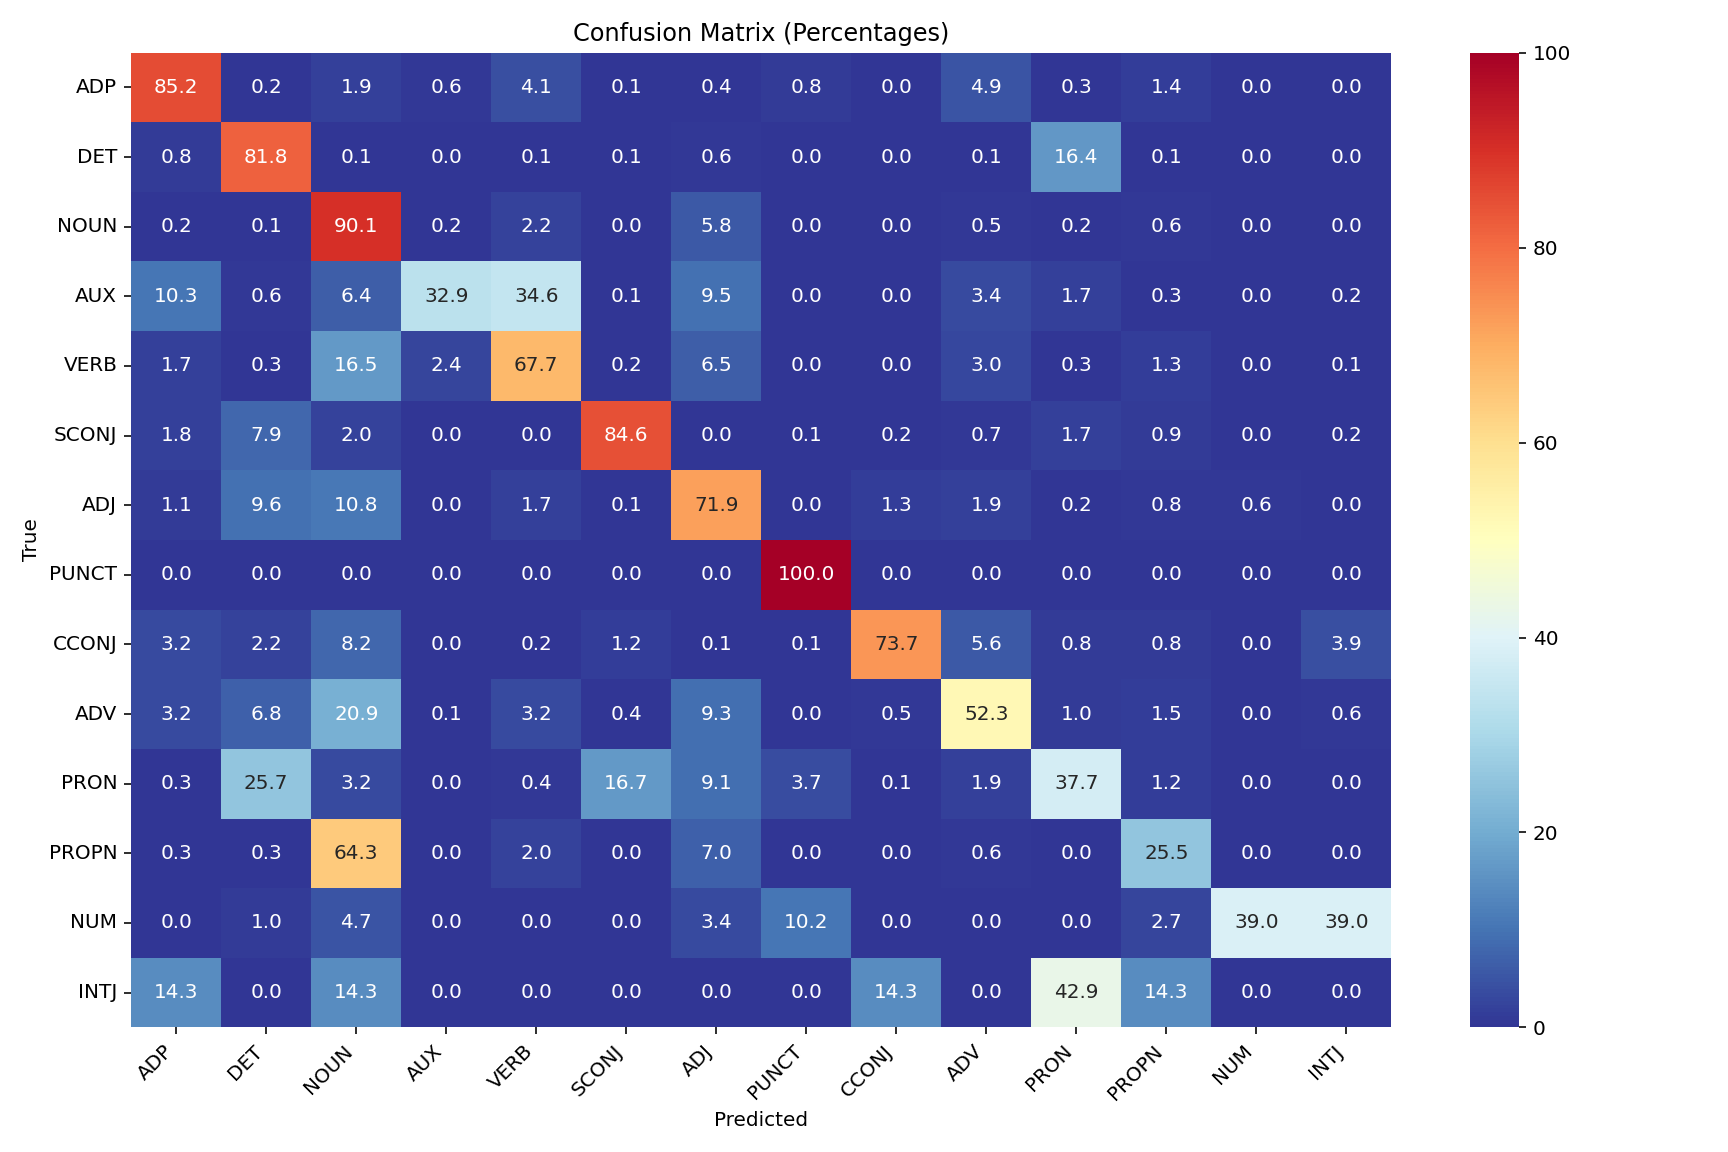 Confusion Matrix (Percentages)
ADP 85.2 0.2 1.9 0.6 4.1 0.1 0.4 0.8 0.0 4.9 0.3 1.4 0.0 0.0
DET 0.8 81.8 0.1 0.0 0.1 0.1 0.6 0.0 0.0 0.1 16.4 0.1 0.0 0.0
NOUN 0.2 0.1 90.1 0.2 2.2 0.0 5.8 0.0 0.0 0.5 0.2 0.6 0.0 0.0
AUX 10.3 0.6 6.4 32.9 34.6 0.1 9.5 0.0 0.0 3.4 1.7 0.3 0.0 0.2
VERB 1.7 0.3 16.5 2.4 67.7 0.2 6.5 0.0 0.0 3.0 0.3 1.3 0.0 0.1
SCONJ 1.8 7.9 2.0 0.0 0.0 84.6 0.0 0.1 0.2 0.7 1.7 0.9 0.0 0.2
ADJ 1.1 9.6 10.8 0.0 1.7 0.1 71.9 0.0 1.3 1.9 0.2 0.8 0.6 0.0
PUNCT 0.0 0.0 0.0 0.0 0.0 0.0 0.0 100.0 0.0 0.0 0.0 0.0 0.0 0.0
CCONJ 3.2 2.2 8.2 0.0 0.2 1.2 0.1 0.1 73.7 5.6 0.8 0.8 0.0 3.9
ADV 3.2 6.8 20.9 0.1 3.2 0.4 9.3 0.0 0.5 52.3 1.0 1.5 0.0 0.6
PRON 0.3 25.7 3.2 0.0 0.4 16.7 9.1 3.7 0.1 1.9 37.7 1.2 0.0 0.0
PROPN 0.3 0.3 64.3 0.0 2.0 0.0 7.0 0.0 0.0 0.6 0.0 25.5 0.0 0.0
NUM 0.0 1.0 4.7 0.0 0.0 0.0 3.4 10.2 0.0 0.0 0.0 2.7 39.0 39.0
INTJ 14.3 0.0 14.3 0.0 0.0 0.0 0.0 0.0 14.3 0.0 42.9 14.3 0.0 0.0
ADP DET NOUN AUX VERB SCONJ ADJ PUNCT CCONJ ADV PRON PROPN NUM INTJ
Predicted
True
100
80
60
40
20
0